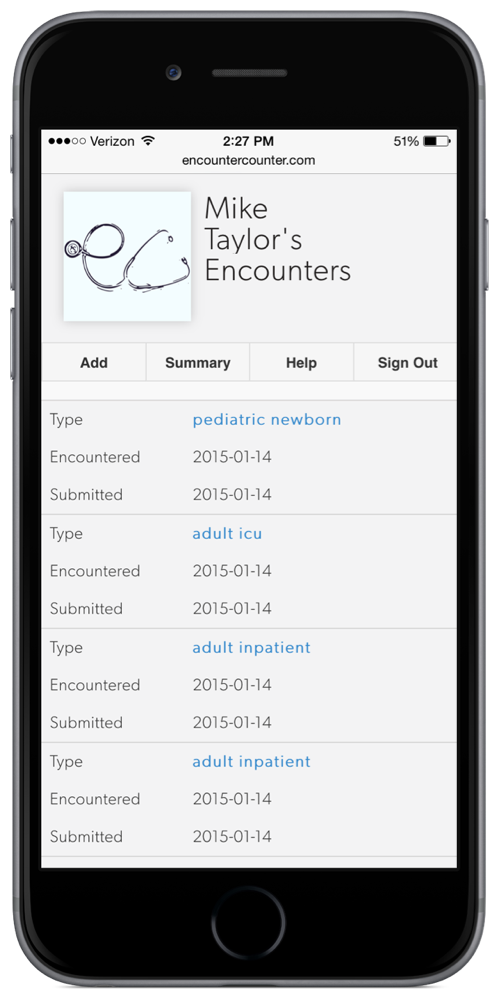 Verizon 2:27 PM 51%
encountercounter.com
ec
Mike
Taylor's
Encounters
Add Summary Help Sign Out
Type pediatric newborn
Encountered 2015-01-14
Submitted 2015-01-14
Type adult icu
Encountered 2015-01-14
Submitted 2015-01-14
Type adult inpatient
Encountered 2015-01-14
Submitted 2015-01-14
Type adult inpatient
Encountered 2015-01-14
Submitted 2015-01-14